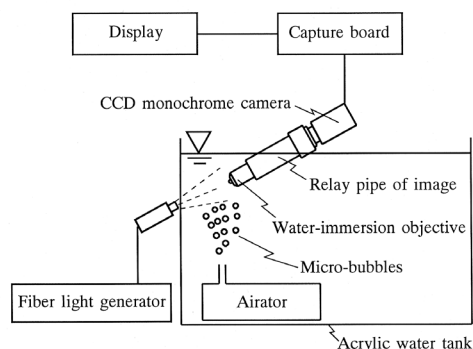 Display
Capture board
CCD monochrome camera
Relay pipe of image
Water-immersion objective
Micro-bubbles
Fiber light generator
Airator
Acrylic water tank